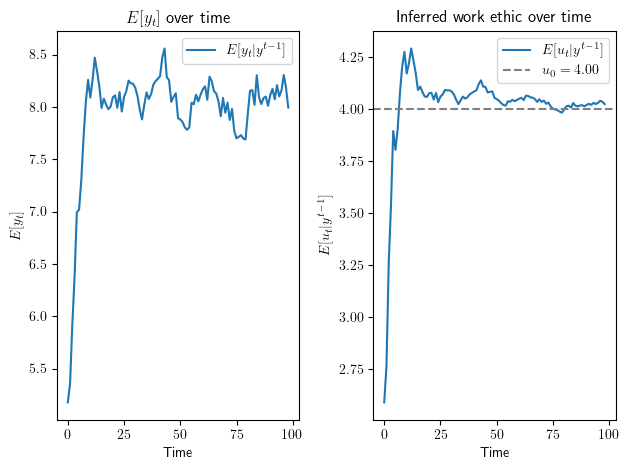 E[y_t] over time
E[y_t|y^{t-1}]
8.5
8.0
7.5
7.0
6.5
6.0
5.5
E[y_t]
0 25 50 75 100
Time
Inferred work ethic over time
E[u_t|y^{t-1}]
u_0 = 4.00
4.25
4.00
3.75
3.50
3.25
3.00
2.75
E[u_t|y^{t-1}]
0 25 50 75 100
Time